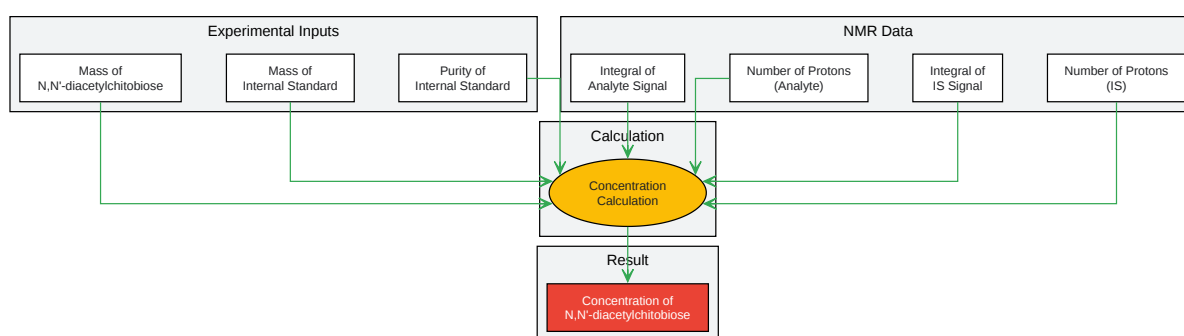 Experimental Inputs
NMR Data
Mass of
N,N'-diacetylchitobiose
Mass of
Internal Standard
Purity of
Internal Standard
Integral of
Analyte Signal
Number of Protons
(Analyte)
Integral of
IS Signal
Number of Protons
(IS)
Calculation
Concentration
Calculation
Result
Concentration of
N,N'-diacetylchitobiose